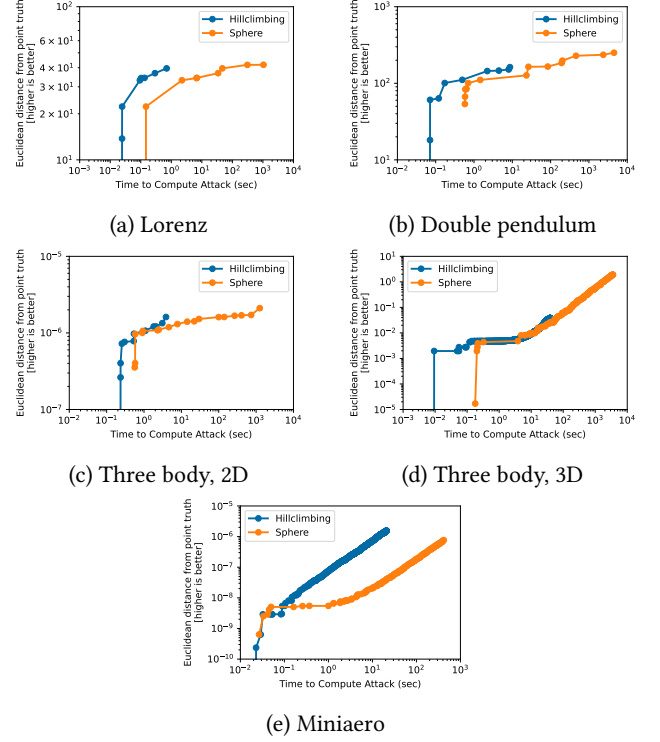 Euclidean distance from point truth
[higher is better]
6 × 10¹
4 × 10¹
3 × 10¹
2 × 10¹
10¹
Hillclimbing
Sphere
10⁻³ 10⁻² 10⁻¹ 10⁰ 10¹ 10² 10³ 10⁴
Time to Compute Attack (sec)
(a) Lorenz
Euclidean distance from point truth
[higher is better]
10³
10²
10¹
Hillclimbing
Sphere
10⁻³ 10⁻² 10⁻¹ 10⁰ 10¹ 10² 10³ 10⁴
Time to Compute Attack (sec)
(b) Double pendulum
Euclidean distance from point truth
[higher is better]
10⁻⁵
10⁻⁶
10⁻⁷
Hillclimbing
Sphere
10⁻³ 10⁻² 10⁻¹ 10⁰ 10¹ 10² 10³ 10⁴
Time to Compute Attack (sec)
(c) Three body, 2D
Euclidean distance from point truth
[higher is better]
10²
10¹
10⁰
10⁻¹
10⁻²
10⁻³
10⁻⁴
10⁻⁵
Hillclimbing
Sphere
10⁻³ 10⁻² 10⁻¹ 10⁰ 10¹ 10² 10³ 10⁴
Time to Compute Attack (sec)
(d) Three body, 3D
Euclidean distance from point truth
[higher is better]
10⁻⁵
10⁻⁶
10⁻⁷
10⁻⁸
10⁻⁹
10⁻¹⁰
Hillclimbing
Sphere
10⁻² 10⁻¹ 10⁰ 10¹ 10² 10³
Time to Compute Attack (sec)
(e) Miniaero